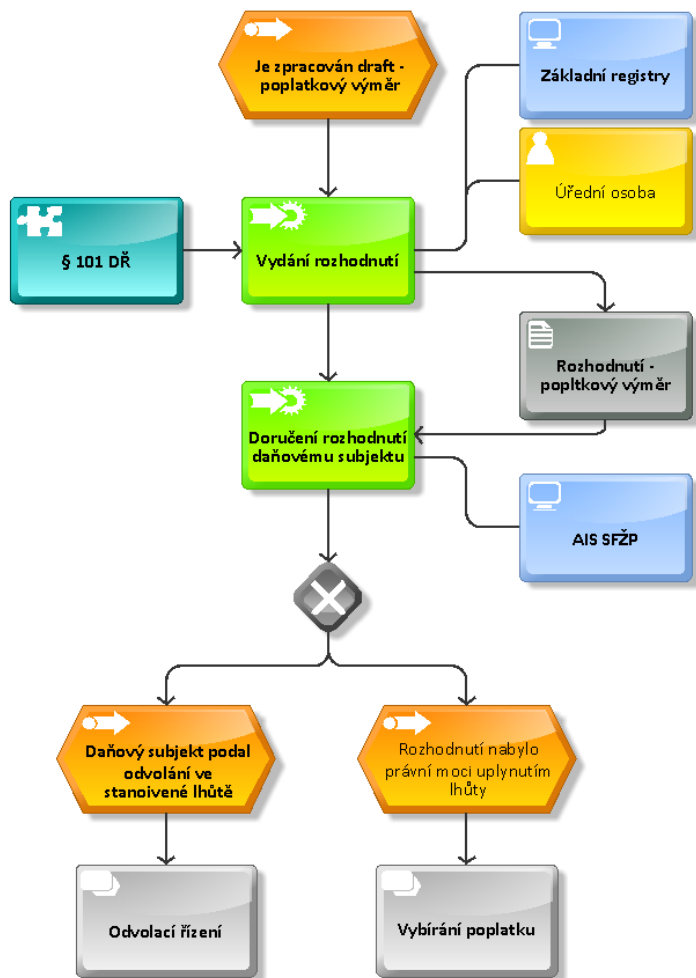 Je zpracován draft -
poplatkový výměr
Základní registry
Úřední osoba
§ 101 DŘ
Vydání rozhodnutí
Rozhodnutí -
popltkový výměr
Doručení rozhodnutí
daňovému subjektu
AIS SFŽP
Daňový subjekt podal
odvolání ve
stanoivené lhůtě
Rozhodnutí nabylo
právní moci uplynutím
lhůty
Odvolací řízení
Vybírání poplatku